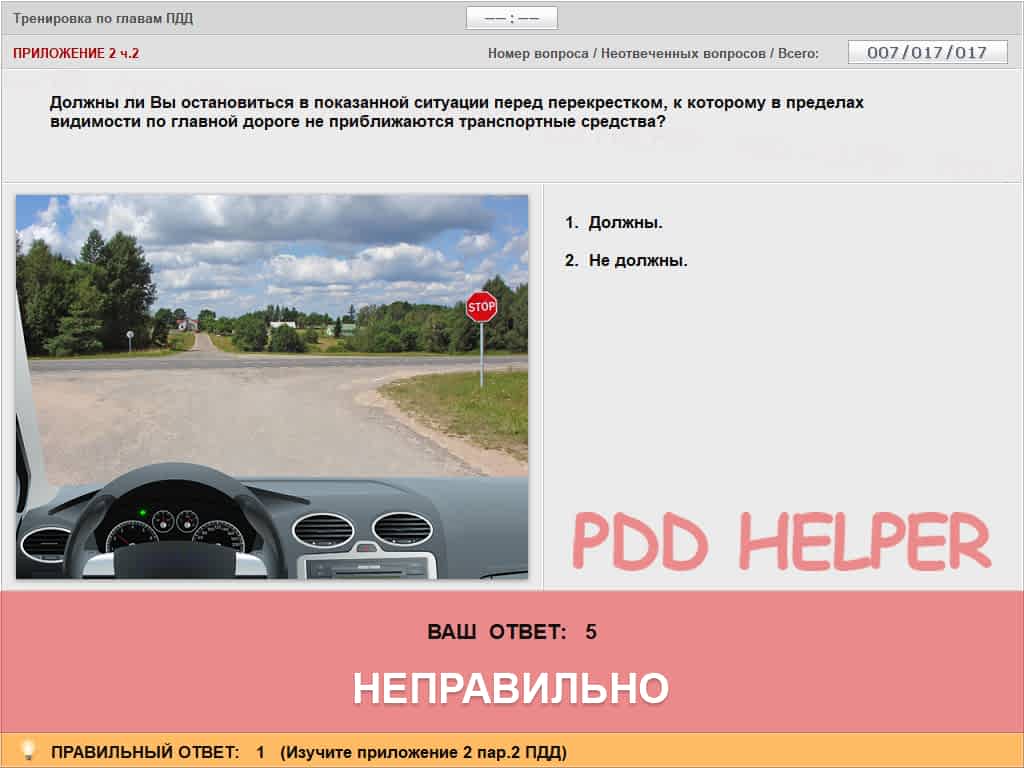 Тренировка по главам ПДД
–– : ––
ПРИЛОЖЕНИЕ 2 ч.2
Номер вопроса / Неотвеченных вопросов / Всего:
007/017/017
Должны ли Вы остановиться в показанной ситуации перед перекрестком, к которому в пределах
видимости по главной дороге не приближаются транспортные средства?
STOP
1. Должны.
2. Не должны.
PDD HELPER
ВАШ ОТВЕТ: 5
НЕПРАВИЛЬНО
ПРАВИЛЬНЫЙ ОТВЕТ: 1 (Изучите приложение 2 пар.2 ПДД)